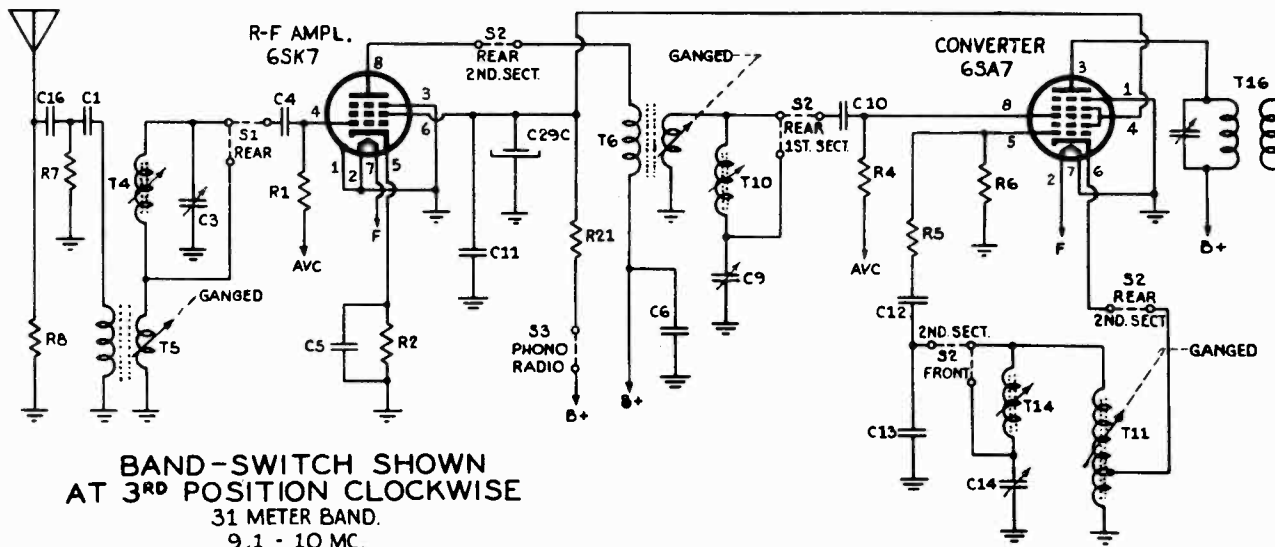 R-F AMPL.
6SK7
S2
REAR
2ND. SECT.
GANGED
CONVERTER
6SA7
C16
C1
R7
R8
T4
T5
GANGED
C3
S1
REAR
C4
R1
AVC
8
4
3
6
1
2
7
5
F
C5
R2
C11
C29C
R21
S3
PHONO
RADIO
B+
T6
B+
C6
T10
C9
S2
REAR
1ST. SECT.
C10
R4
AVC
R5
C12
C13
R6
3
8
5
1
4
2
7
6
F
T16
B+
S2
REAR
2ND. SECT
2ND. SECT.
S2
FRONT
T14
C14
T11
GANGED
BAND-SWITCH SHOWN
AT 3RD POSITION CLOCKWISE
31 METER BAND.
9.1 - 10 MC.